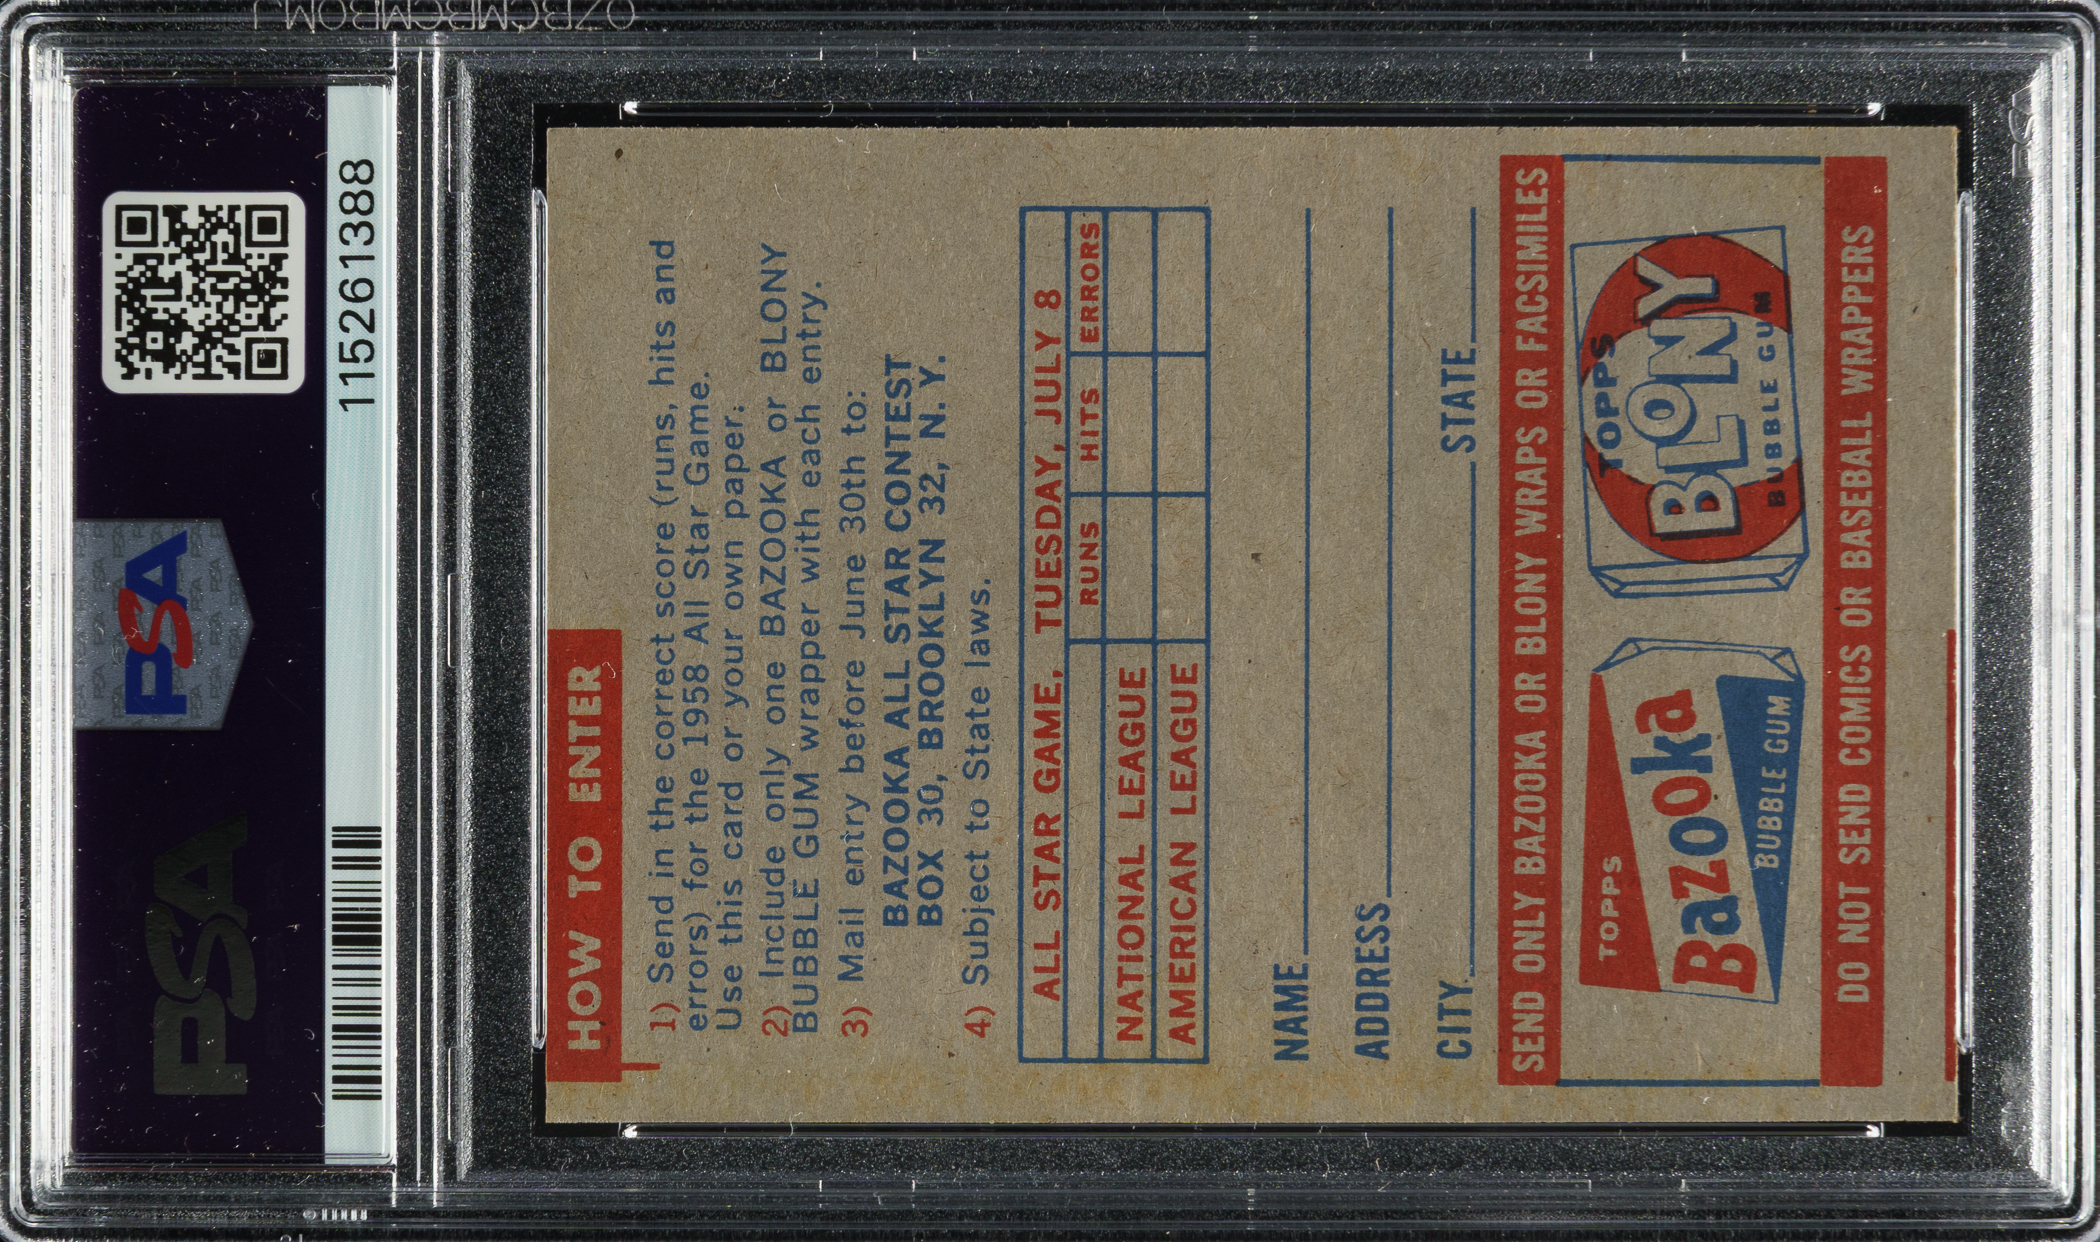 PSA
115261388
PSA
HOW TO ENTER
1) Send in the correct score (runs, hits and
errors) for the 1958 All Star Game.
Use this card or your own paper.
2) Include only one BAZOOKA or BLONY
BUBBLE GUM wrapper with each entry.
3) Mail entry before June 30th to:
BAZOOKA ALL STAR CONTEST
BOX 30, BROOKLYN 32, N.Y.
4) Subject to State laws.
ALL STAR GAME, TUESDAY, JULY 8
RUNS HITS ERRORS
NATIONAL LEAGUE
AMERICAN LEAGUE
NAME
ADDRESS
CITY STATE
SEND ONLY BAZOOKA OR BLONY WRAPS OR FACSIMILES
TOPPS
Bazooka
BUBBLE GUM
TOPPS
BLONY
BUBBLE GUM
DO NOT SEND COMICS OR BASEBALL WRAPPERS